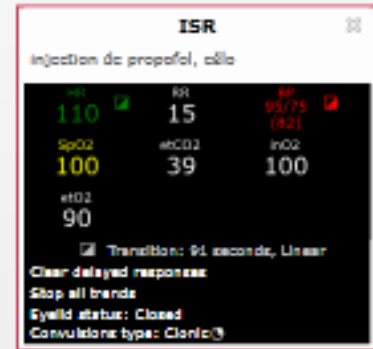 ISR
injection de propofol, célo
HR RR BP
110 15 95/75
(82)
SpO2 etCO2 inO2
100 39 100
etO2
90
Transition: 91 seconds, Linear
Clear delayed responses
Stop all trends
Eyelid status: Closed
Convulsions type: Clonic